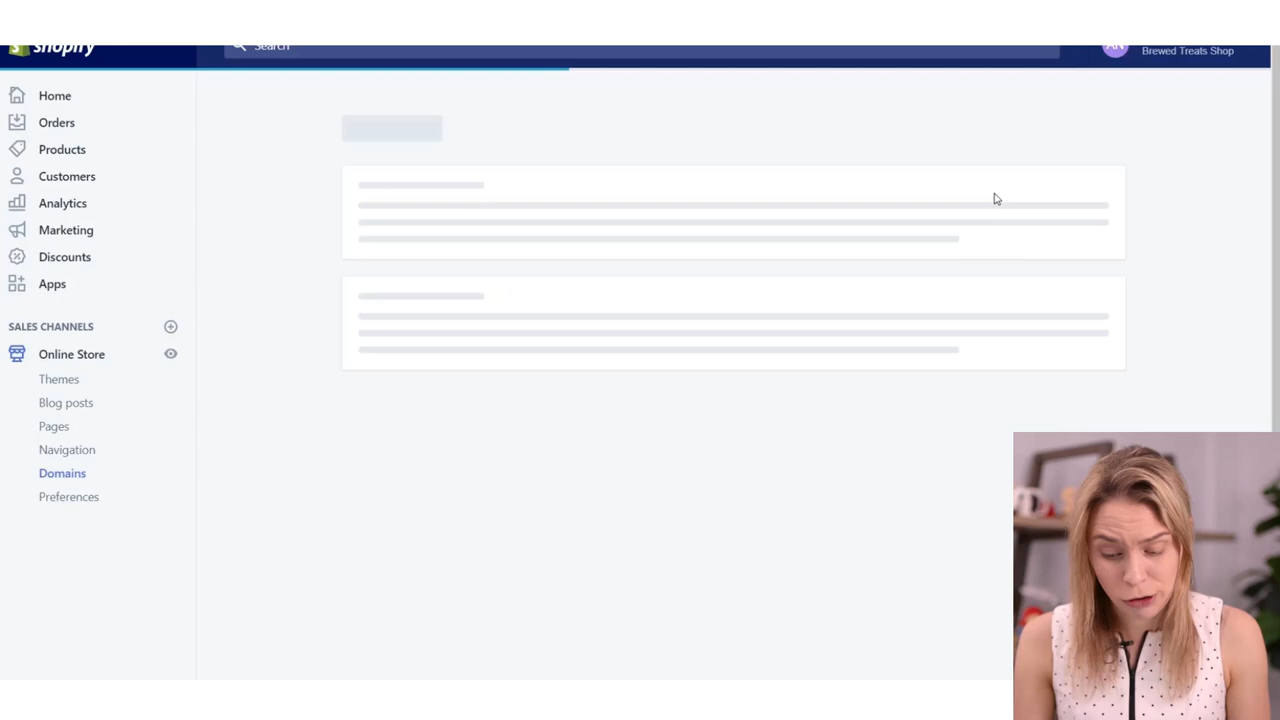 shopify
Search
AN
Brewed Treats Shop
Home
Orders
Products
Customers
Analytics
Marketing
Discounts
Apps
SALES CHANNELS
Online Store
Themes
Blog posts
Pages
Navigation
Domains
Preferences